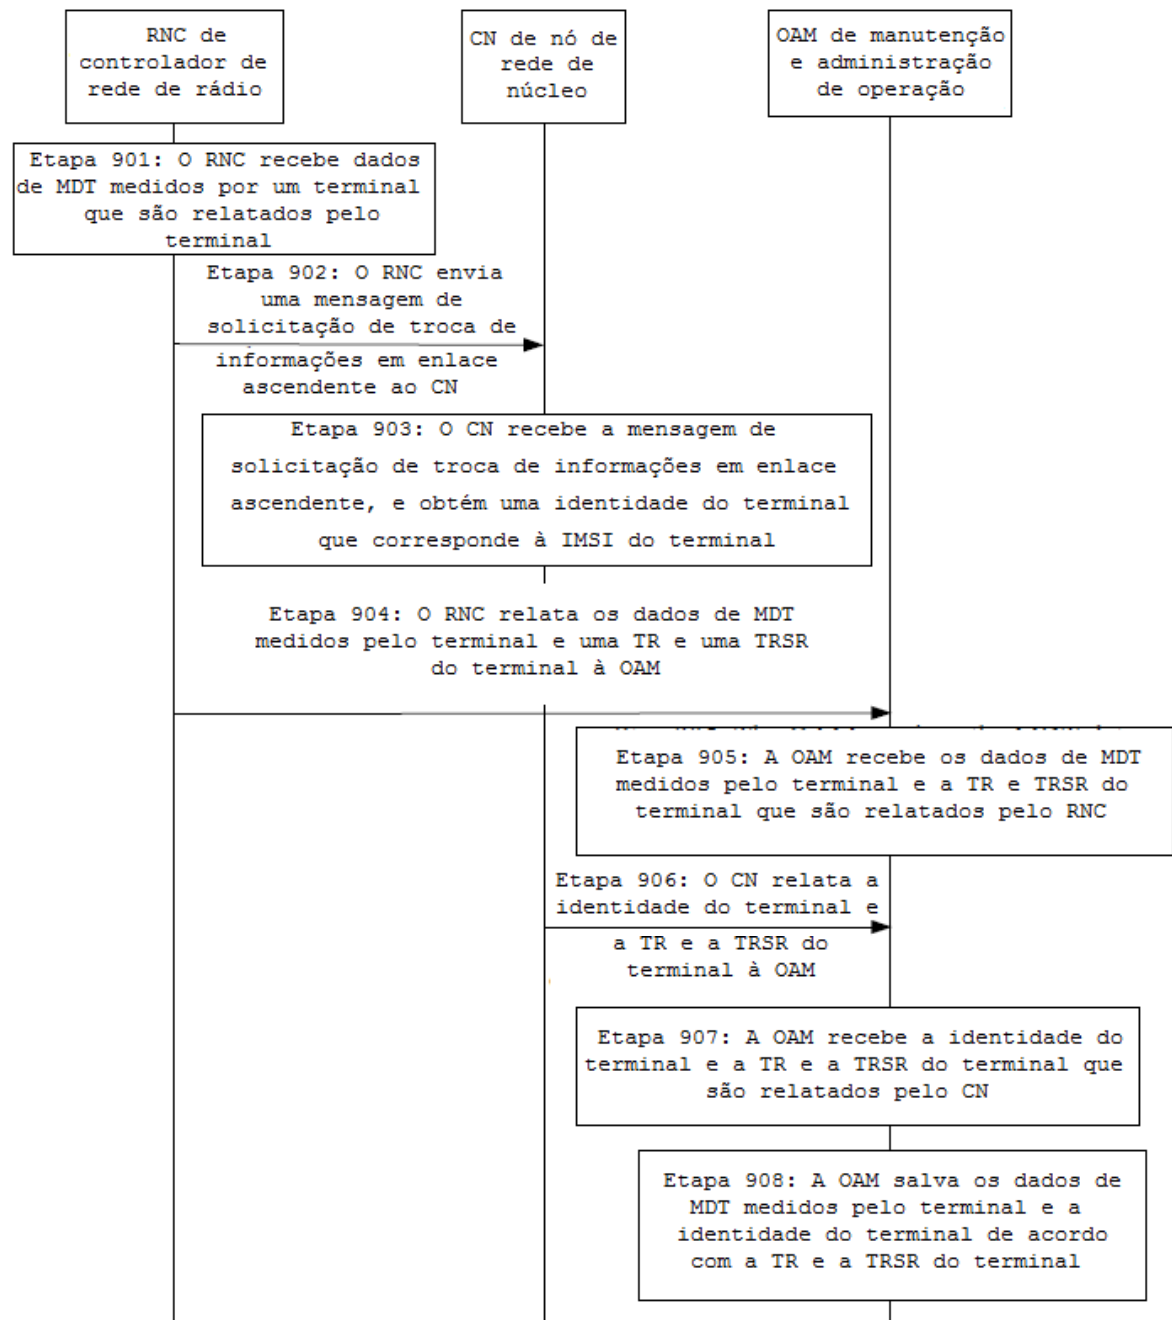 RNC de
controlador de
rede de rádio
CN de nó de
rede de
núcleo
OAM de manutenção
e administração
de operação
Etapa 901: O RNC recebe dados
de MDT medidos por um terminal
que são relatados pelo
terminal
Etapa 902: O RNC envia
uma mensagem de
solicitação de troca de
informações em enlace
ascendente ao CN
Etapa 903: O CN recebe a mensagem de
solicitação de troca de informações em enlace
ascendente, e obtém uma identidade do terminal
que corresponde à IMSI do terminal
Etapa 904: O RNC relata os dados de MDT
medidos pelo terminal e uma TR e uma TRSR
do terminal à OAM
Etapa 905: A OAM recebe os dados de MDT
medidos pelo terminal e a TR e TRSR do
terminal que são relatados pelo RNC
Etapa 906: O CN relata a
identidade do terminal e
a TR e a TRSR do
terminal à OAM
Etapa 907: A OAM recebe a identidade do
terminal e a TR e a TRSR do terminal que
são relatados pelo CN
Etapa 908: A OAM salva os dados de
MDT medidos pelo terminal e a
identidade do terminal de acordo
com a TR e a TRSR do terminal